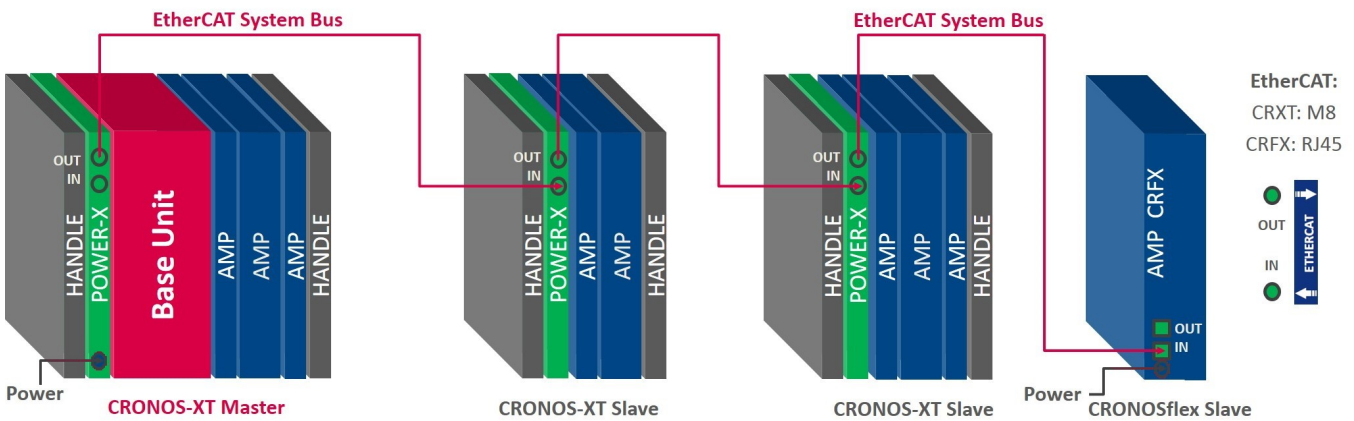 EtherCAT System Bus
OUT
IN
HANDLE
POWER-X
Base Unit
AMP
AMP
AMP
HANDLE
Power
CRONOS-XT Master
OUT
IN
HANDLE
POWER-X
AMP
AMP
HANDLE
CRONOS-XT Slave
EtherCAT System Bus
OUT
IN
HANDLE
POWER-X
AMP
AMP
AMP
HANDLE
CRONOS-XT Slave
AMP CRFX
OUT
IN
Power
CRONOSflex Slave
EtherCAT:
CRXT: M8
CRFX: RJ45
OUT
IN
ETHERCAT